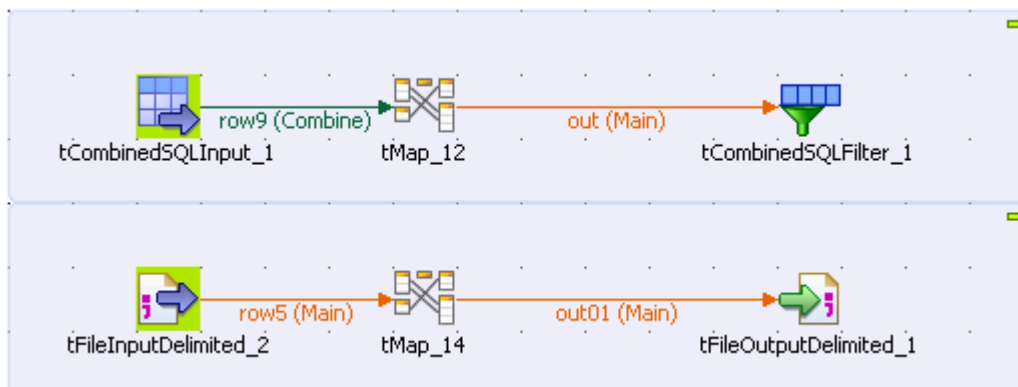 row9 (Combine)
out (Main)
tCombinedSQLInput_1
tMap_12
tCombinedSQLFilter_1
row5 (Main)
out01 (Main)
tFileInputDelimited_2
tMap_14
tFileOutputDelimited_1